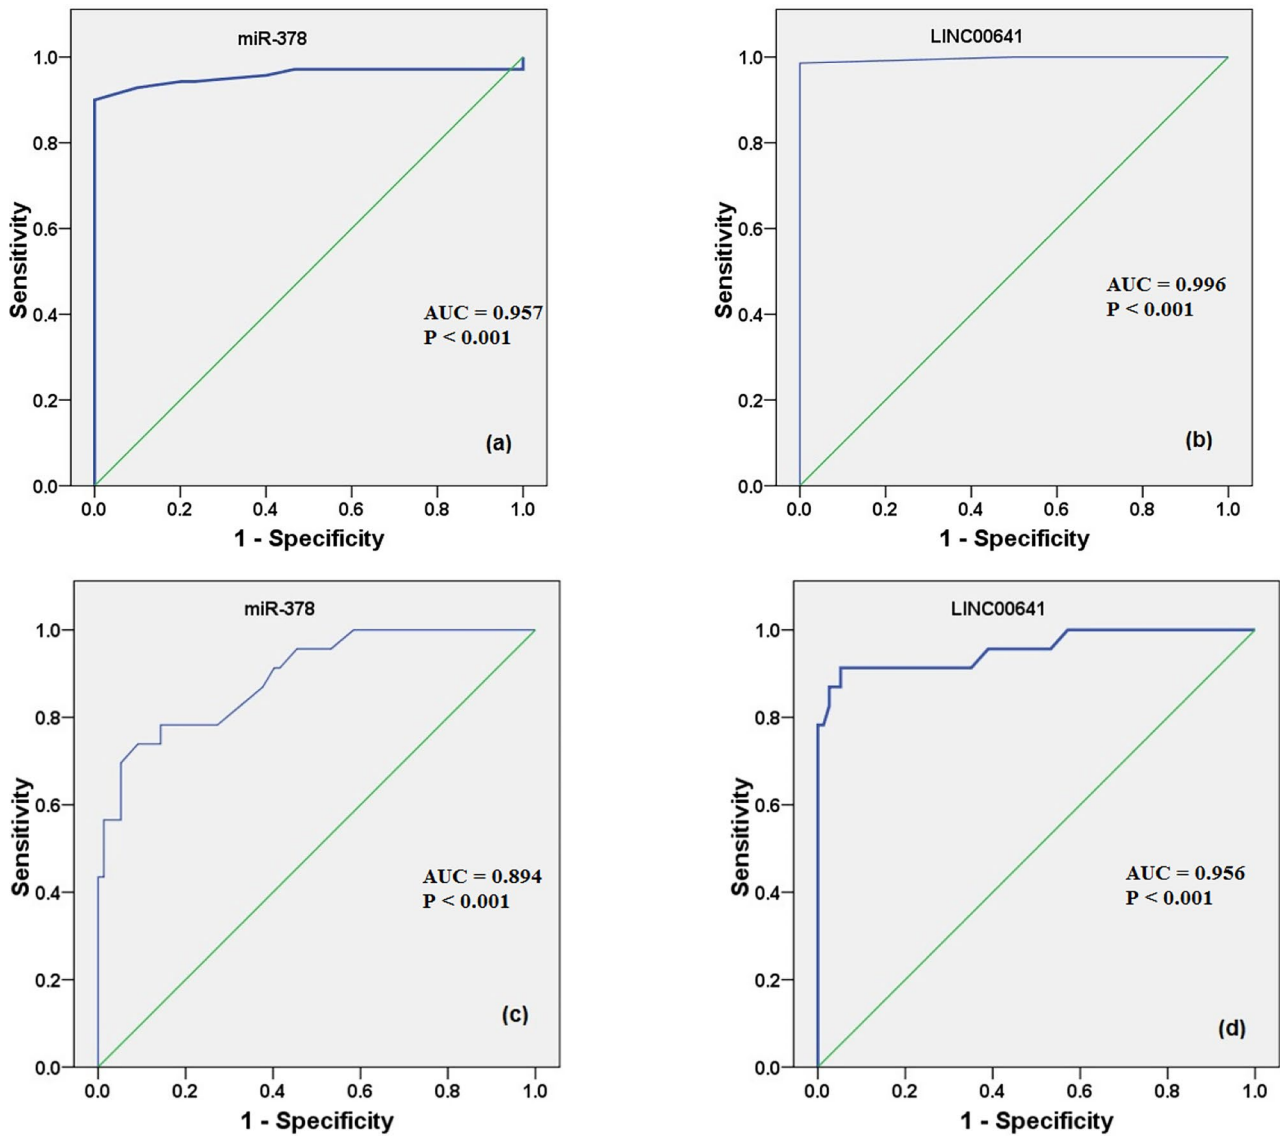 miR-378
1.0
0.8
0.6
0.4
0.2
0.0
Sensitivity
AUC = 0.957
P < 0.001
(a)
0.0 0.2 0.4 0.6 0.8 1.0
1 - Specificity
LINC00641
1.0
0.8
0.6
0.4
0.2
0.0
Sensitivity
AUC = 0.996
P < 0.001
(b)
0.0 0.2 0.4 0.6 0.8 1.0
1 - Specificity
miR-378
1.0
0.8
0.6
0.4
0.2
0.0
Sensitivity
AUC = 0.894
P < 0.001
(c)
0.0 0.2 0.4 0.6 0.8 1.0
1 - Specificity
LINC00641
1.0
0.8
0.6
0.4
0.2
0.0
Sensitivity
AUC = 0.956
P < 0.001
(d)
0.0 0.2 0.4 0.6 0.8 1.0
1 - Specificity